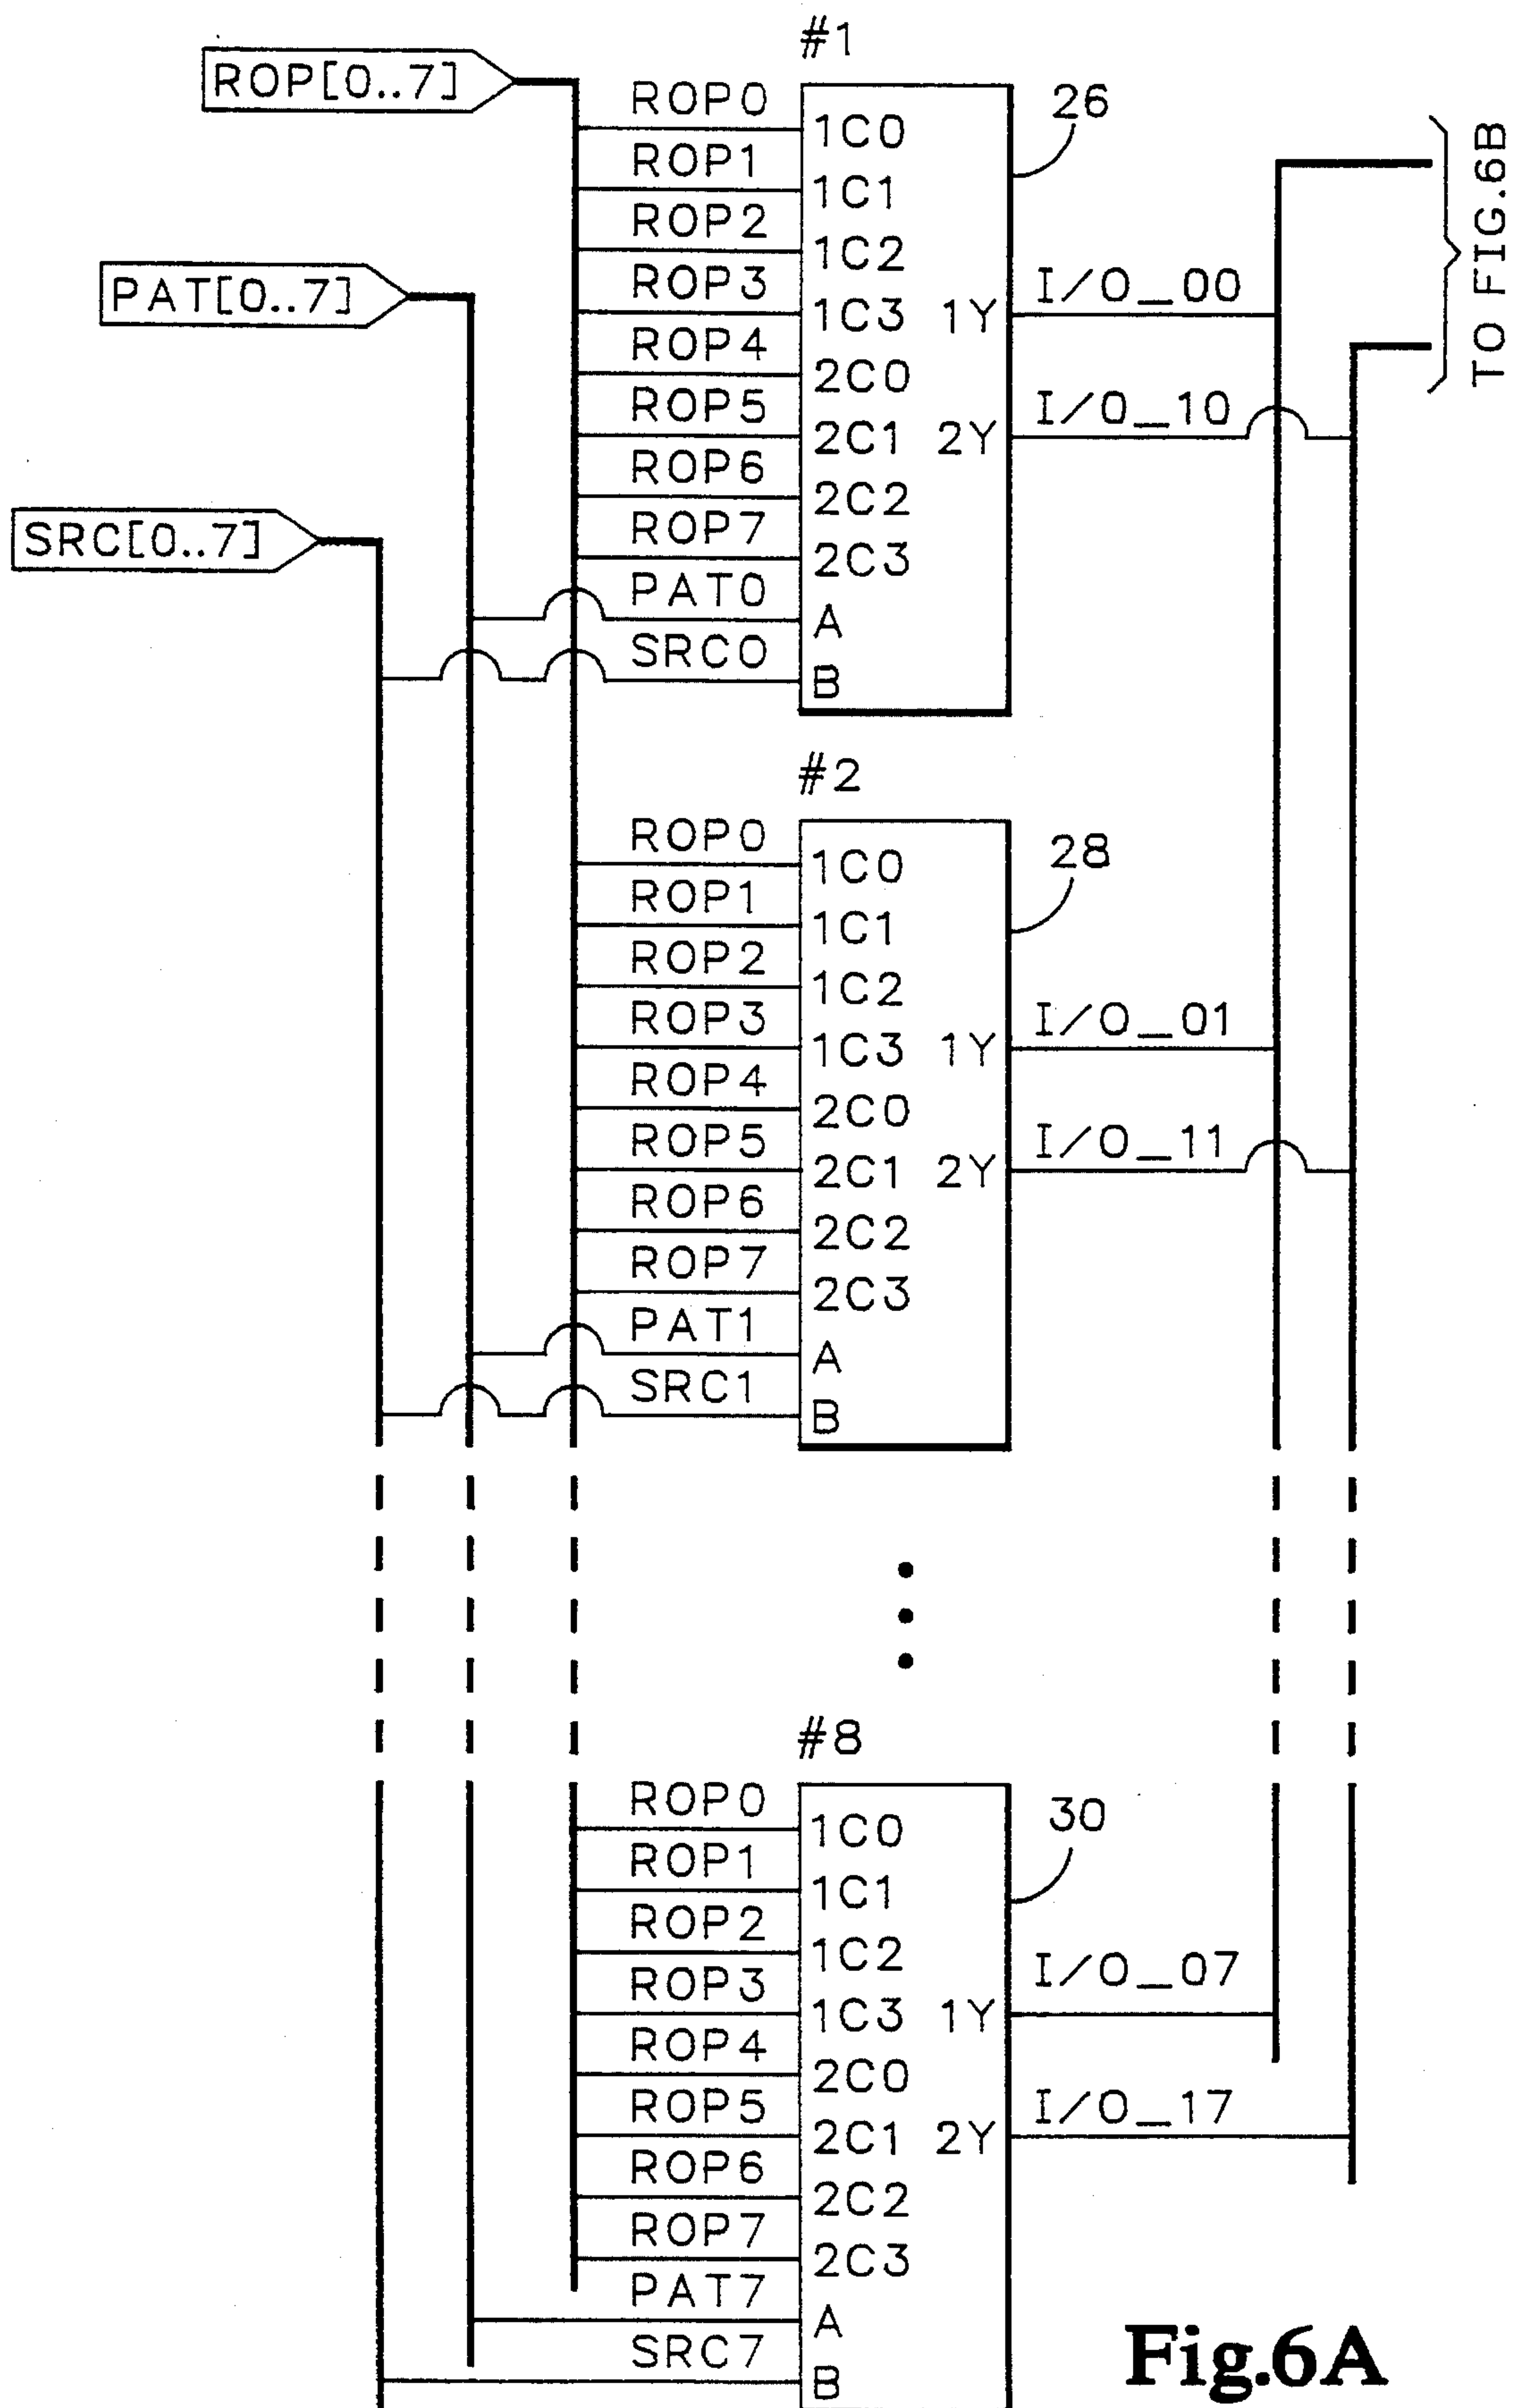 #1
ROP[0..7]
PAT[0..7]
SRC[0..7]
ROP0
ROP1
ROP2
ROP3
ROP4
ROP5
ROP6
ROP7
PAT0
SRC0
1C0
1C1
1C2
1C3 1Y
2C0
2C1 2Y
2C2
2C3
A
B
26
I/O_00
I/O_10
TO FIG.6B
#2
ROP0
ROP1
ROP2
ROP3
ROP4
ROP5
ROP6
ROP7
PAT1
SRC1
1C0
1C1
1C2
1C3 1Y
2C0
2C1 2Y
2C2
2C3
A
B
28
I/O_01
I/O_11
#8
ROP0
ROP1
ROP2
ROP3
ROP4
ROP5
ROP6
ROP7
PAT7
SRC7
1C0
1C1
1C2
1C3 1Y
2C0
2C1 2Y
2C2
2C3
A
B
30
I/O_07
I/O_17
Fig.6A